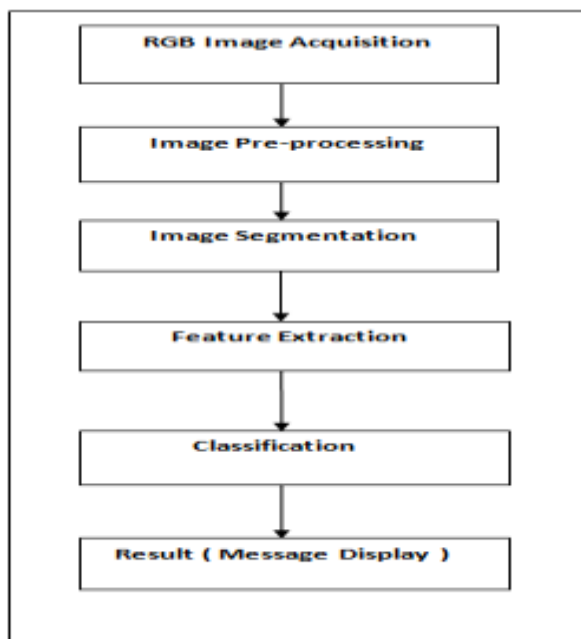 RGB Image Acquisition
Image Pre-processing
Image Segmentation
Feature Extraction
Classification
Result ( Message Display )